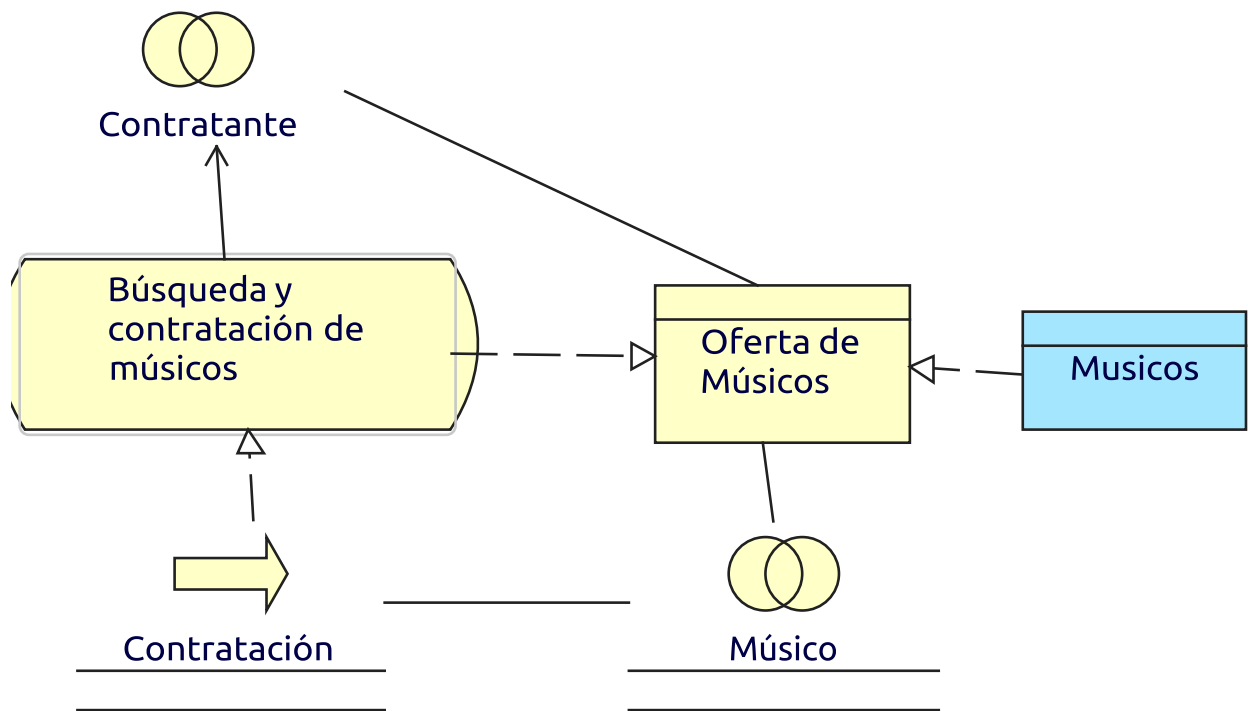 Contratante
Búsqueda y
contratación de
músicos
Oferta de
Músicos
Musicos
Contratación
Músico